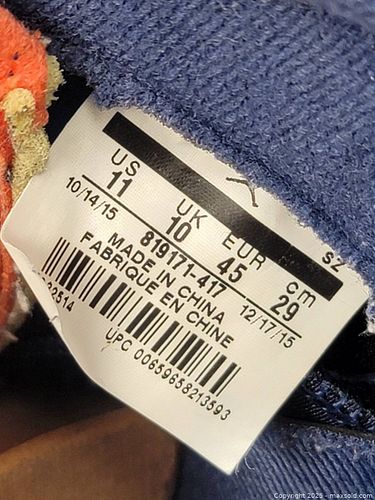 SZ
US UK EUR cm
11 10 45 29
10/14/15 819171-417 12/17/15
MADE IN CHINA
FABRIQUE EN CHINE
UPC 00659658213593
Copyright 2025 - maxsold.com